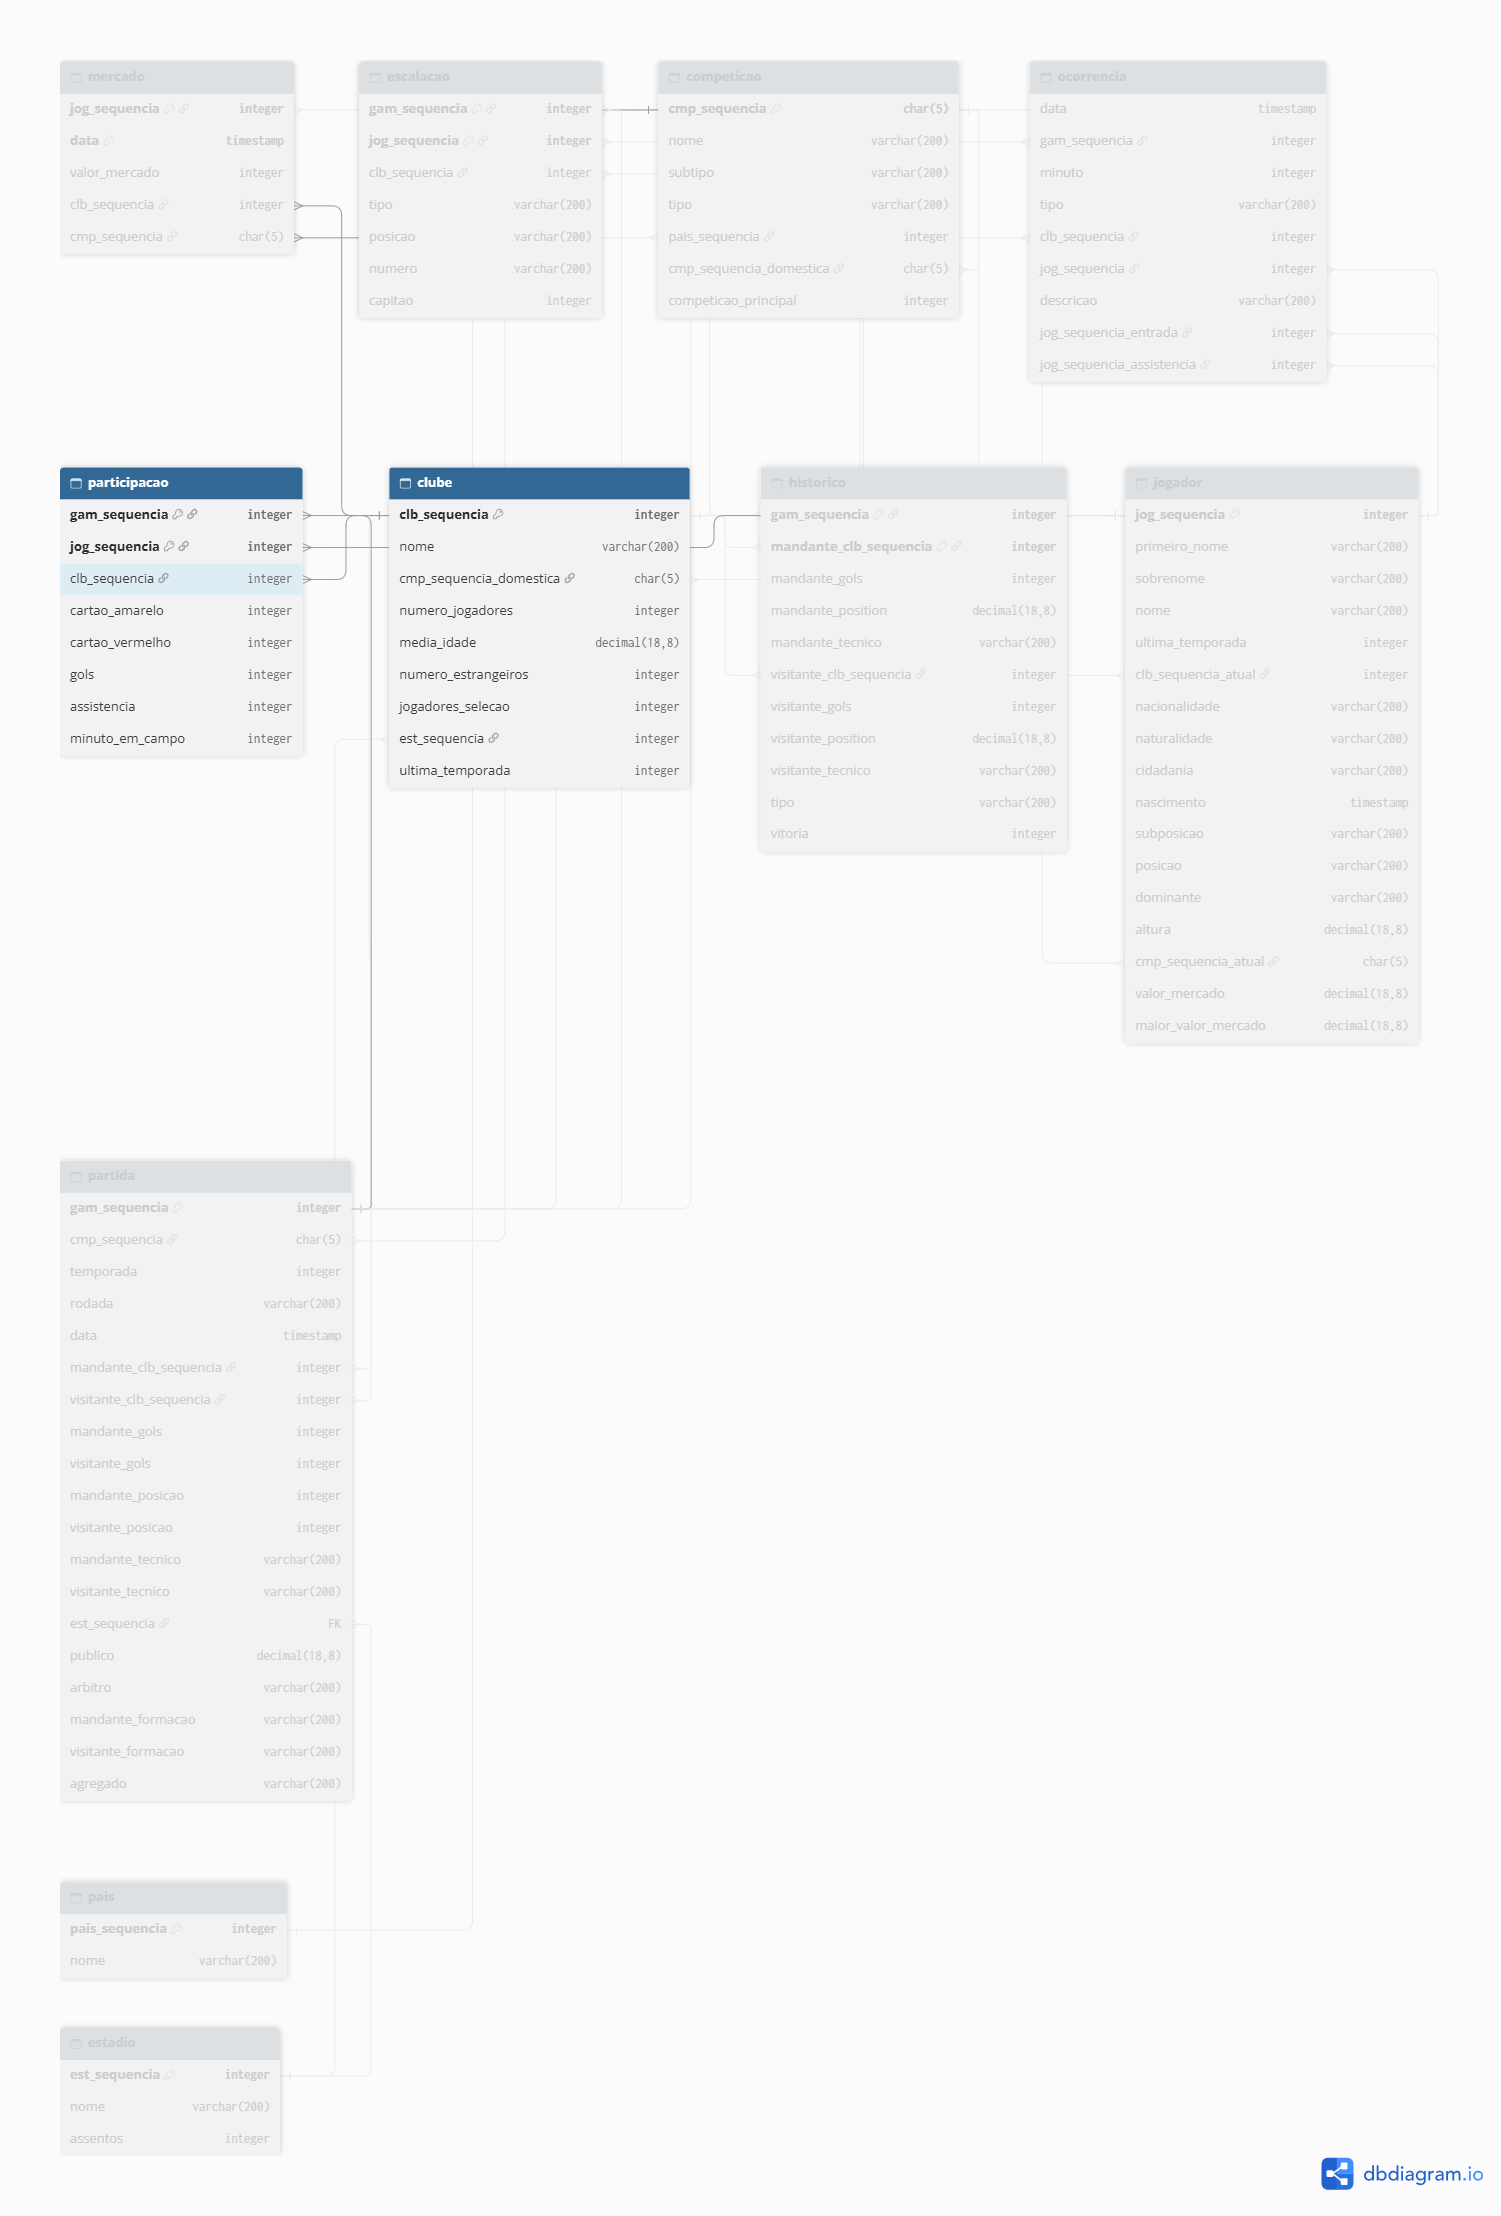 mercado
jog_sequencia integer
data timestamp
valor_mercado integer
clb_sequencia integer
cmp_sequencia char(5)
escalacao
gam_sequencia integer
jog_sequencia integer
clb_sequencia integer
tipo varchar(200)
posicao varchar(200)
numero varchar(200)
capitao integer
competicao
cmp_sequencia char(5)
nome varchar(200)
subtipo varchar(200)
tipo varchar(200)
pais_sequencia integer
cmp_sequencia_domestica char(5)
competicao_principal integer
ocorrencia
data timestamp
gam_sequencia integer
minuto integer
tipo varchar(200)
clb_sequencia integer
jog_sequencia integer
descricao varchar(200)
jog_sequencia_entrada integer
jog_sequencia_assistencia integer
participacao
gam_sequencia integer
jog_sequencia integer
clb_sequencia integer
cartao_amarelo integer
cartao_vermelho integer
gols integer
assistencia integer
minuto_em_campo integer
clube
clb_sequencia integer
nome varchar(200)
cmp_sequencia_domestica char(5)
numero_jogadores integer
media_idade decimal(18,8)
numero_estrangeiros integer
jogadores_selecao integer
est_sequencia integer
ultima_temporada integer
historico
gam_sequencia integer
mandante_clb_sequencia integer
mandante_gols integer
mandante_position decimal(18,8)
mandante_tecnico varchar(200)
visitante_clb_sequencia integer
visitante_gols integer
visitante_position decimal(18,8)
visitante_tecnico varchar(200)
tipo varchar(200)
vitoria integer
jogador
jog_sequencia integer
primeiro_nome varchar(200)
sobrenome varchar(200)
nome varchar(200)
ultima_temporada integer
clb_sequencia_atual integer
nacionalidade varchar(200)
naturalidade varchar(200)
cidadania varchar(200)
nascimento timestamp
subposicao varchar(200)
posicao varchar(200)
dominante varchar(200)
altura decimal(18,8)
cmp_sequencia_atual char(5)
valor_mercado decimal(18,8)
maior_valor_mercado decimal(18,8)
partida
gam_sequencia integer
cmp_sequencia char(5)
temporada integer
rodada varchar(200)
data timestamp
mandante_clb_sequencia integer
visitante_clb_sequencia integer
mandante_gols integer
visitante_gols integer
mandante_posicao integer
visitante_posicao integer
mandante_tecnico varchar(200)
visitante_tecnico varchar(200)
est_sequencia FK
publico decimal(18,8)
arbitro varchar(200)
mandante_formacao varchar(200)
visitante_formacao varchar(200)
agregado varchar(200)
pais
pais_sequencia integer
nome varchar(200)
estadio
est_sequencia integer
nome varchar(200)
assentos integer
dbdiagram.io